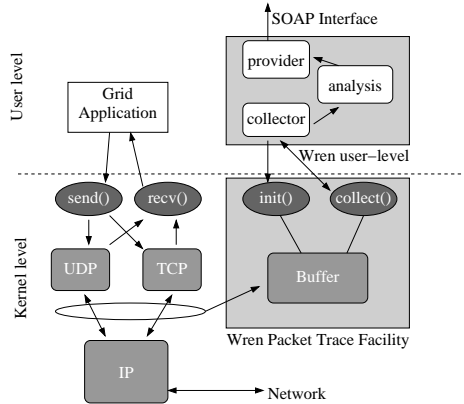 SOAP Interface
User level
provider
analysis
collector
Grid
Application
Wren user-level
send()
recv()
init()
collect()
Kernel level
UDP
TCP
Buffer
Wren Packet Trace Facility
IP
Network